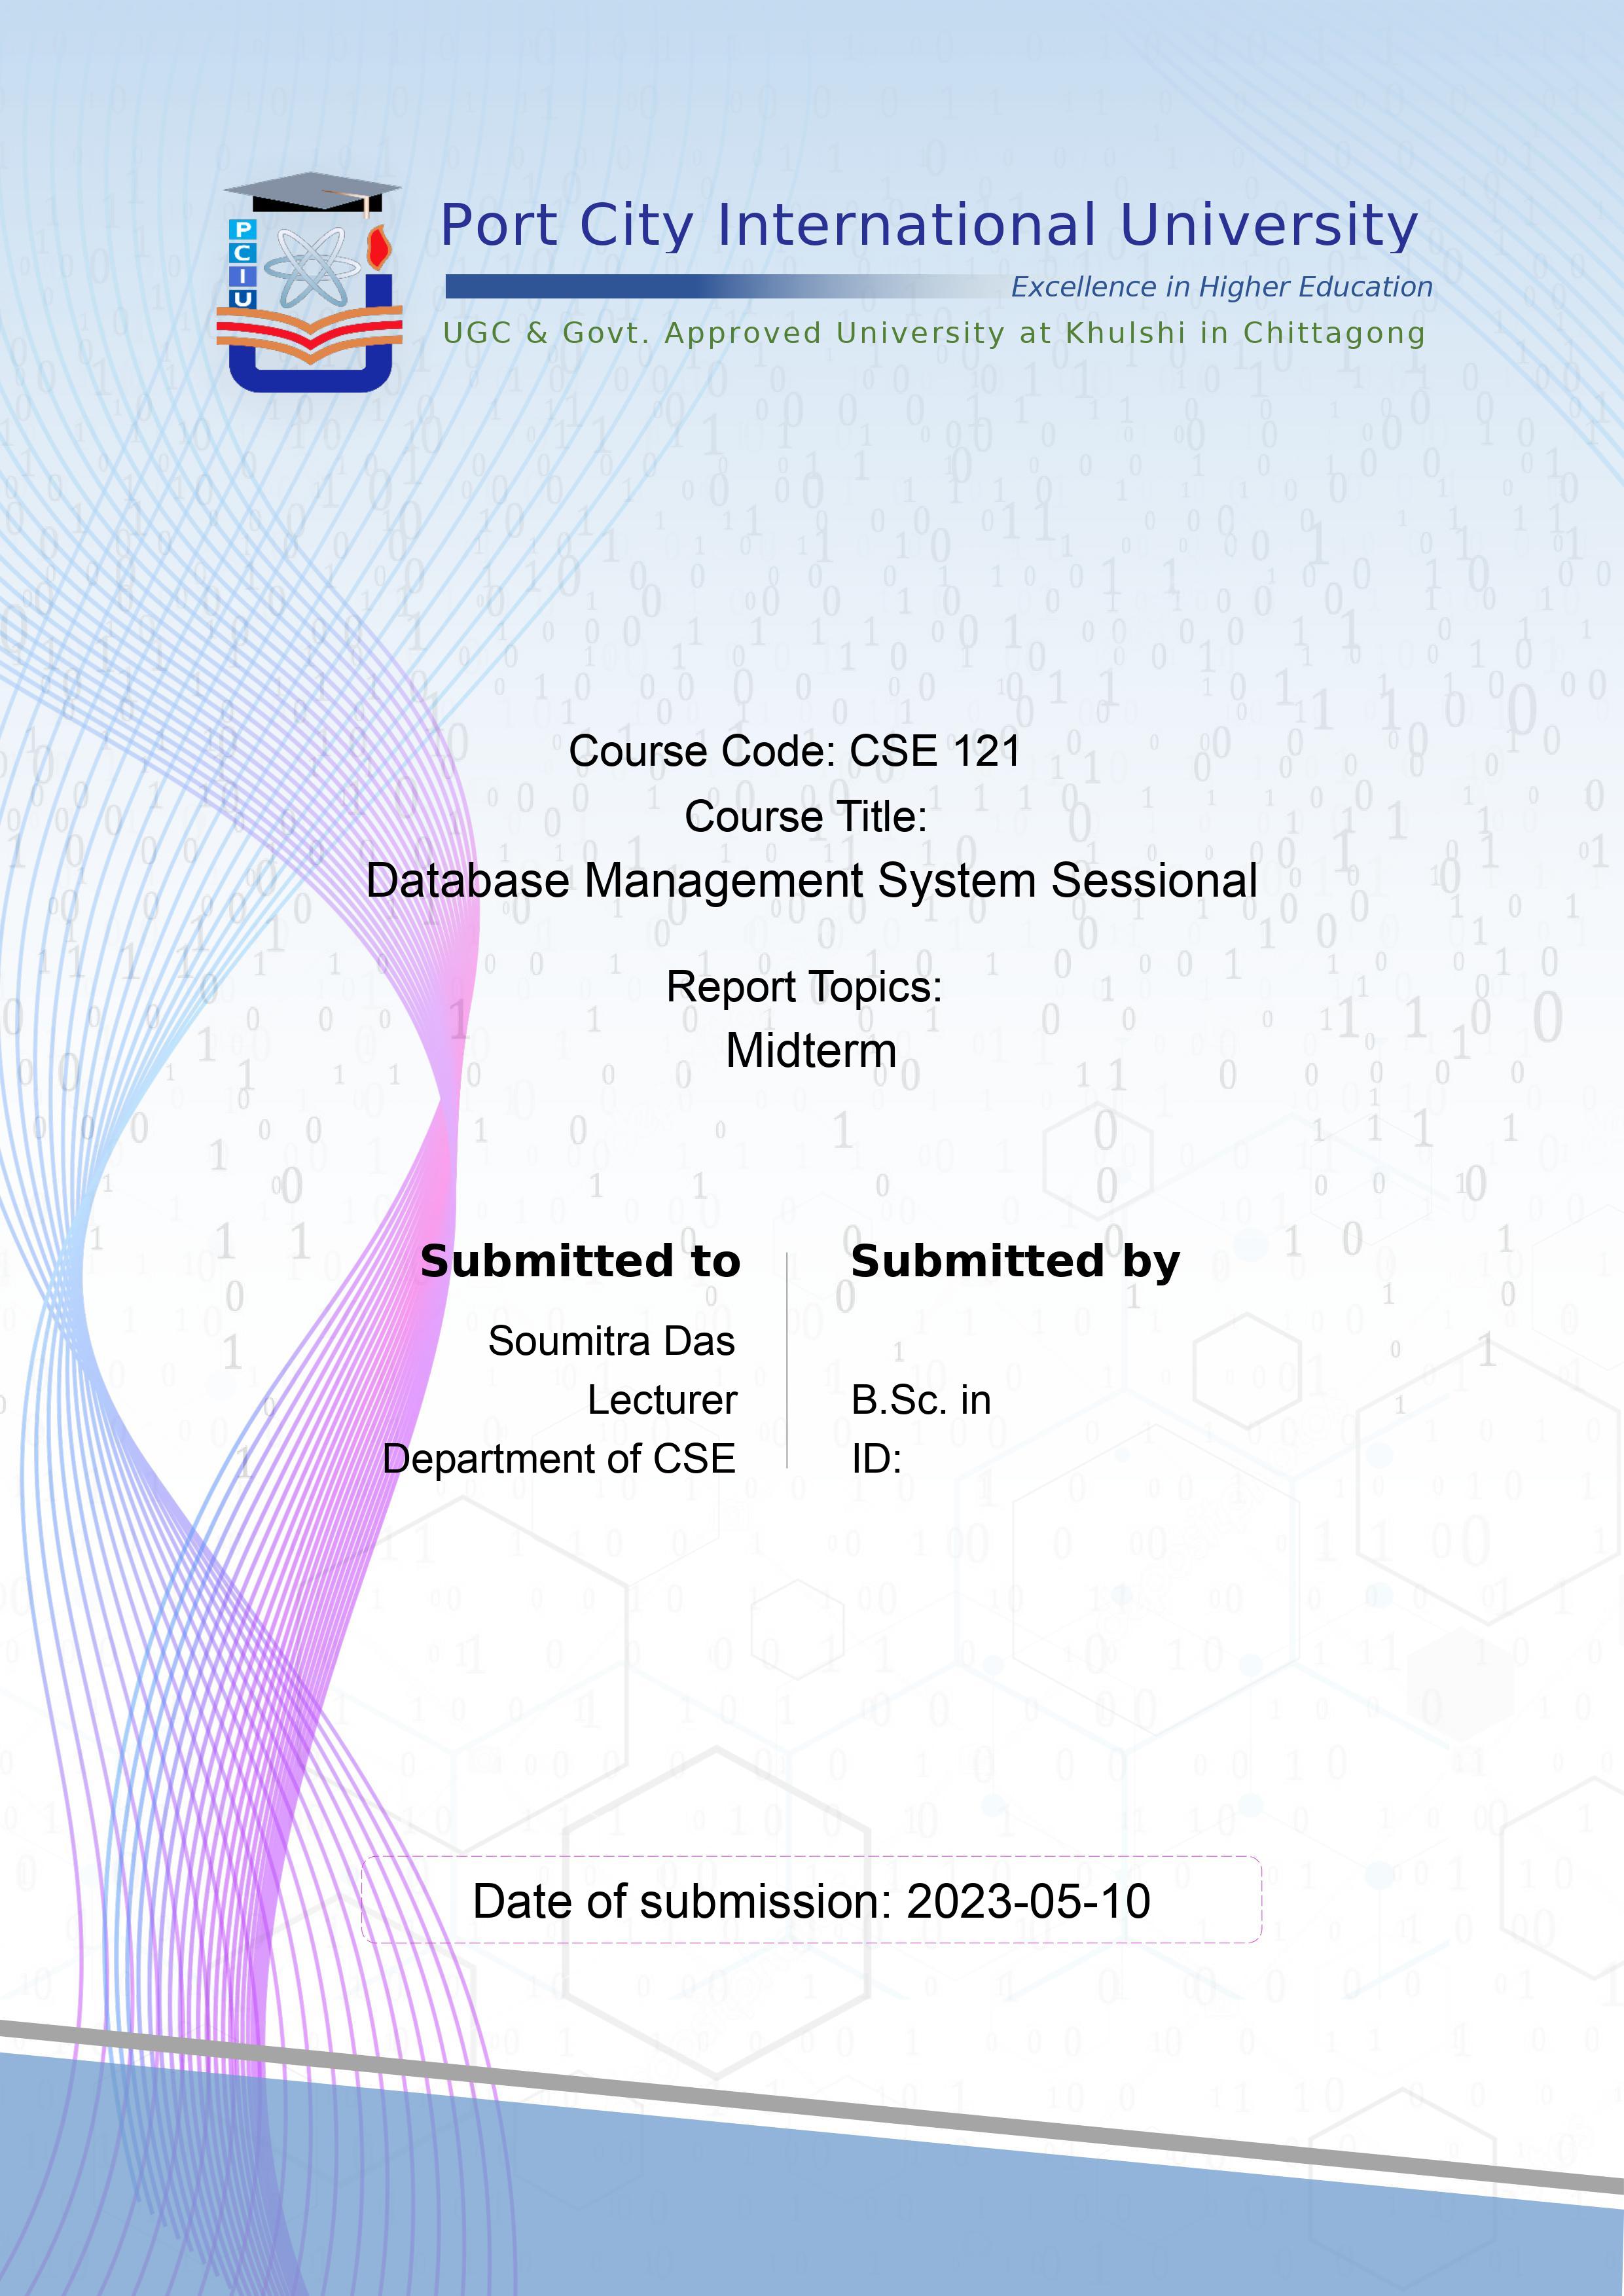 P
C
I
U
Port City International University
Excellence in Higher Education
UGC & Govt. Approved University at Khulshi in Chittagong
Course Code: CSE 121
Course Title:
Database Management System Sessional
Report Topics:
Midterm
Submitted to
Soumitra Das
Lecturer
Department of CSE
Submitted by
B.Sc. in
ID:
Date of submission: 2023-05-10